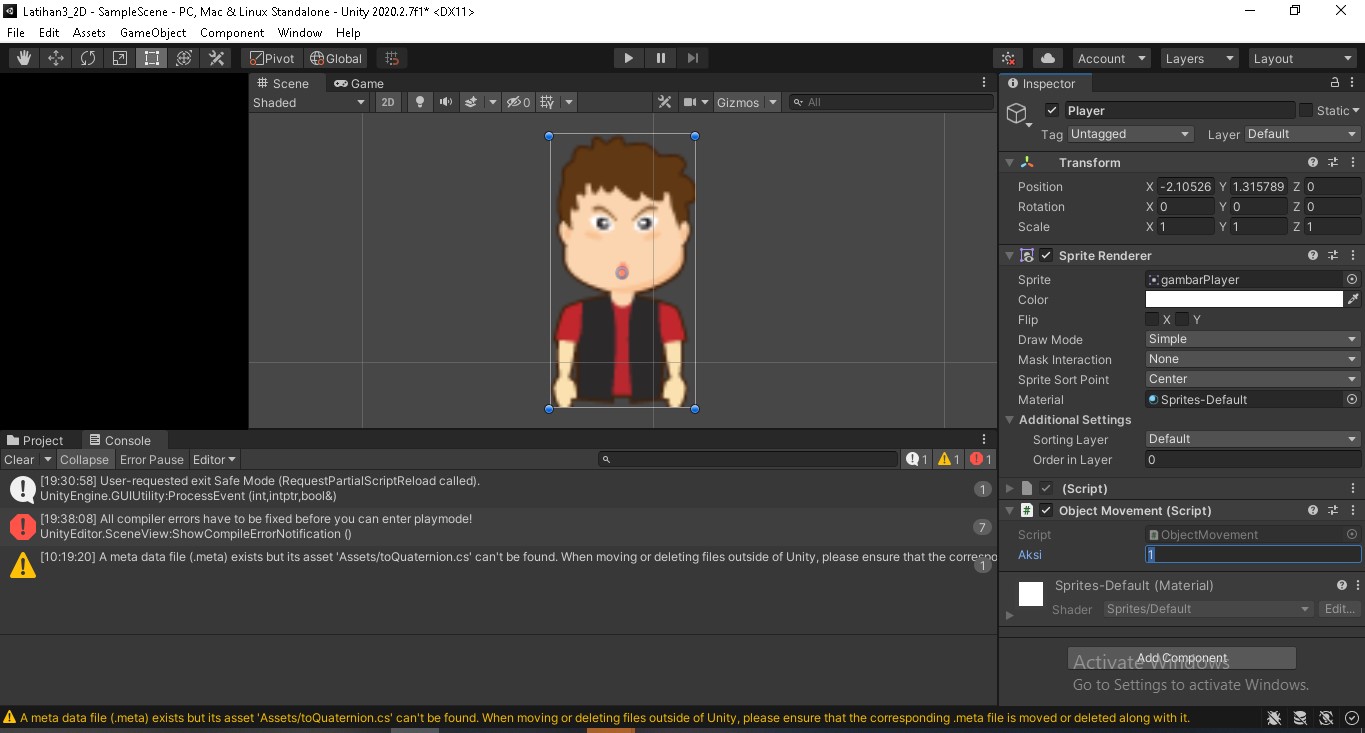 Latihan3_2D - SampleScene - PC, Mac & Linux Standalone - Unity 2020.2.7f1* <DX11>
File Edit Assets GameObject Component Window Help
Pivot Global Account Layers Layout
Scene Game
Shaded 2D 0 Gizmos All
Inspector
Player Static
Tag Untagged Layer Default
Transform
Position X -2.10526 Y 1.315789 Z 0
Rotation X 0 Y 0 Z 0
Scale X 1 Y 1 Z 1
Sprite Renderer
Sprite gambarPlayer
Color
Flip X Y
Draw Mode Simple
Mask Interaction None
Sprite Sort Point Center
Material Sprites-Default
Additional Settings
Sorting Layer Default
Order in Layer 0
(Script)
Object Movement (Script)
Script ObjectMovement
Aksi 1
Sprites-Default (Material)
Shader Sprites/Default Edit...
Add Component
Activate Windows
Go to Settings to activate Windows.
Project Console
Clear Collapse Error Pause Editor 1 1 1
[19:30:58] User-requested exit Safe Mode (RequestPartialScriptReload called).
UnityEngine.GUIUtility:ProcessEvent (int,intptr,bool&)
1
[19:38:08] All compiler errors have to be fixed before you can enter playmode!
UnityEditor.SceneView:ShowCompileErrorNotification ()
7
[10:19:20] A meta data file (.meta) exists but its asset 'Assets/toQuaternion.cs' can't be found. When moving or deleting files outside of Unity, please ensure that the correspo
1
A meta data file (.meta) exists but its asset 'Assets/toQuaternion.cs' can't be found. When moving or deleting files outside of Unity, please ensure that the corresponding .meta file is moved or deleted along with it.